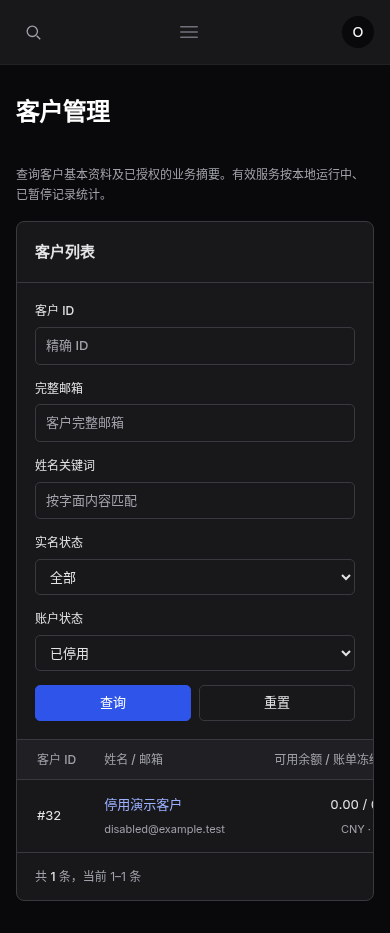 O
客户管理
查询客户基本资料及已授权的业务摘要。有效服务按本地运行中、
已暂停记录统计。
客户列表
客户 ID
精确 ID
完整邮箱
客户完整邮箱
姓名关键词
按字面内容匹配
实名状态
全部
账户状态
已停用
查询 重置
客户 ID 姓名 / 邮箱 可用余额 / 账单冻
#32 停用演示客户 0.00 /
disabled@example.test CNY ·
共 1 条，当前 1–1 条